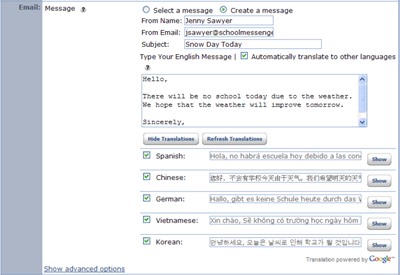 Email:
Message
Select a message
Create a message
From Name: Jenny Sawyer
From Email: jsawyer@schoolmessenge
Subject: Snow Day Today
Type Your English Message | Automatically translate to other languages
Hello,
There will be no school today due to the weather.
We hope that the weather will improve tomorrow.
Sincerely,
Hide Translations
Refresh Translations
Spanish: Hola, no habrá escuela hoy debido a las con Show
Chinese: 您好，不会有学校今天由于天气。我们希望明天的天气 Show
German: Hallo, gibt es keine Schule heute durch das W Show
Vietnamese: Xin chào, Sẽ không có trường học ngày hôm Show
Korean: 안녕하세요, 오늘은 날씨로 인해 학교가 될 것입니다 Show
Translation powered by Google
Show advanced options